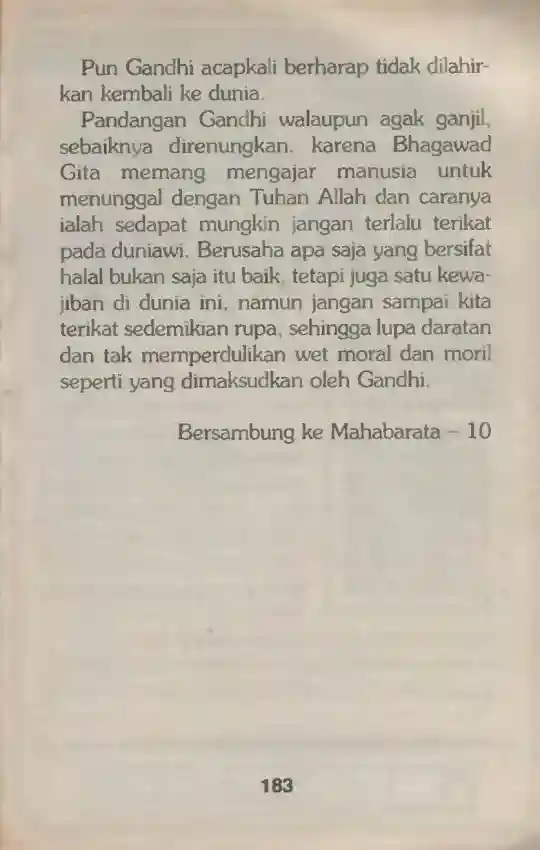 Pun Gandhi acapkali berharap tidak dilahir-
kan kembali ke dunia.
Pandangan Gandhi walaupun agak ganjil,
sebaiknya direnungkan, karena Bhagawad
Gita memang mengajar manusia untuk
menunggal dengan Tuhan Allah dan caranya
ialah sedapat mungkin jangan terlalu terikat
pada duniawi. Berusaha apa saja yang bersifat
halal bukan saja itu baik, tetapi juga satu kewa-
jiban di dunia ini, namun jangan sampai kita
terikat sedemikian rupa, sehingga lupa daratan
dan tak memperdulikan wet moral dan moril
seperti yang dimaksudkan oleh Gandhi.
Bersambung ke Mahabarata – 10
183